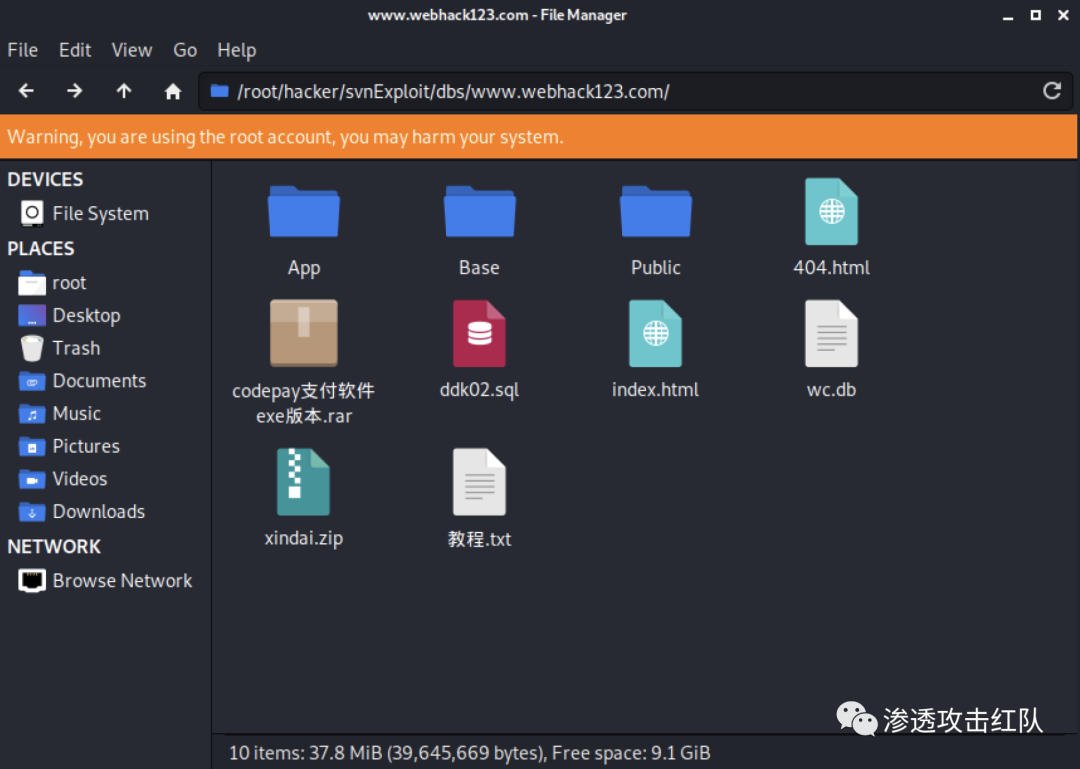 www.webhack123.com - File Manager
File Edit View Go Help
/root/hacker/svnExploit/dbs/www.webhack123.com/
Warning, you are using the root account, you may harm your system.
DEVICES
File System
PLACES
root
Desktop
Trash
Documents
Music
Pictures
Videos
Downloads
NETWORK
Browse Network
App Base Public 404.html
codepay支付软件 ddk02.sql index.html wc.db
exe版本.rar
xindai.zip 教程.txt
渗透攻击红队
10 items: 37.8 MiB (39,645,669 bytes), Free space: 9.1 GiB